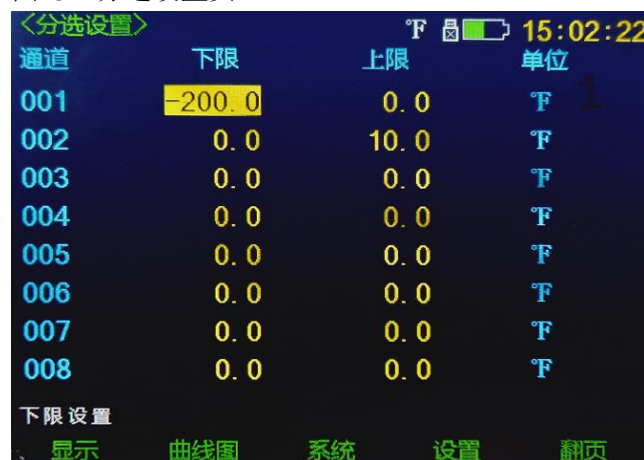 <分选设置> ℉ 15:02:22
通道 下限 上限 单位
001 -200.0 0.0 ℉
002 0.0 10.0 ℉
003 0.0 0.0 ℉
004 0.0 0.0 ℉
005 0.0 0.0 ℉
006 0.0 0.0 ℉
007 0.0 0.0 ℉
008 0.0 0.0 ℉
下限设置
显示 曲线图 系统 设置 翻页